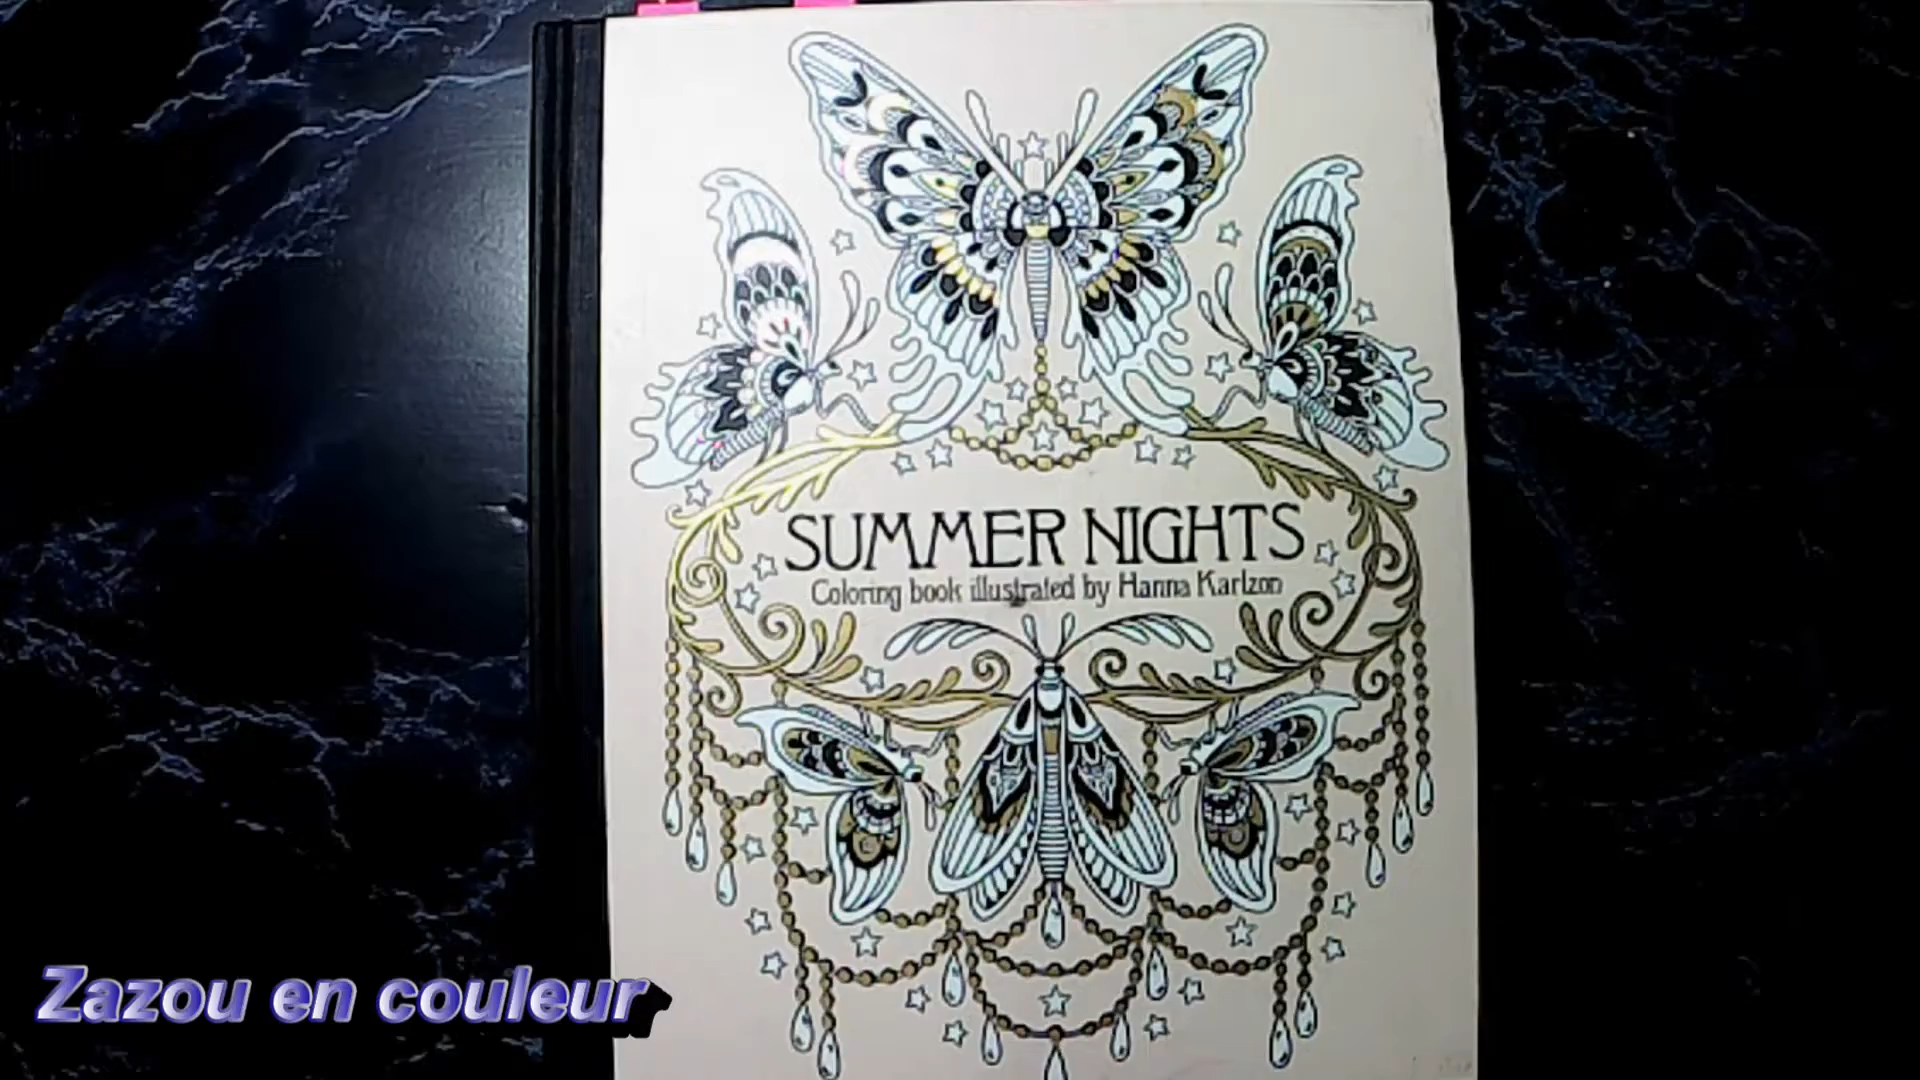 SUMMER NIGHTS
Coloring book illustrated by Hanna Karlzon
Zazou en couleur